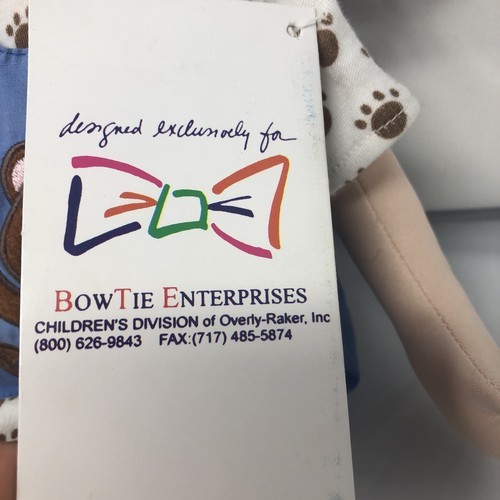 designed exclusively for
BOWTIE ENTERPRISES
CHILDREN'S DIVISION of Overly-Raker, Inc
(800) 626-9843 FAX:(717) 485-5874